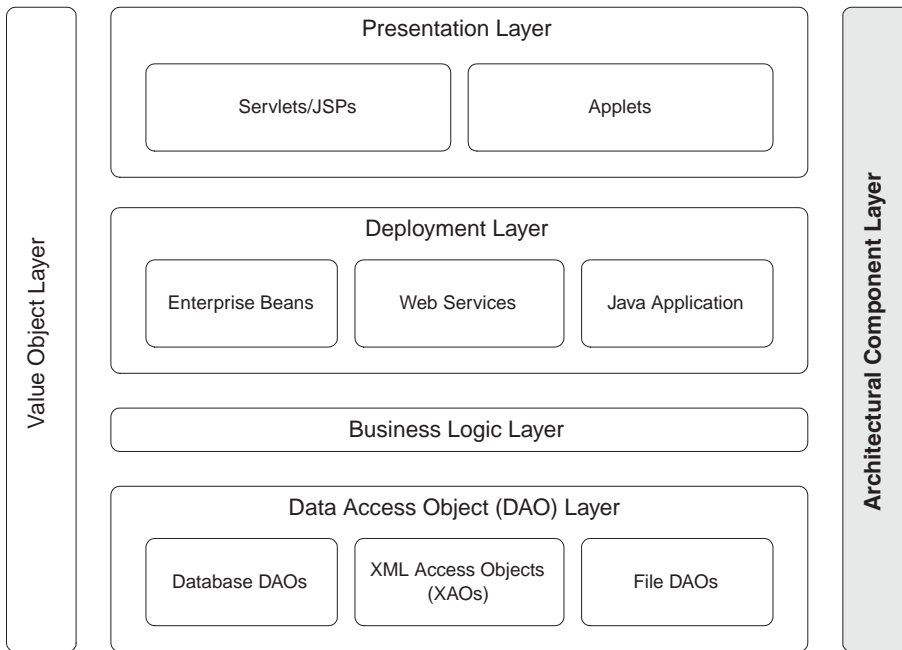 Value Object Layer
Presentation Layer
Servlets/JSPs
Applets
Deployment Layer
Enterprise Beans
Web Services
Java Application
Business Logic Layer
Data Access Object (DAO) Layer
Database DAOs
XML Access Objects
(XAOs)
File DAOs
Architectural Component Layer